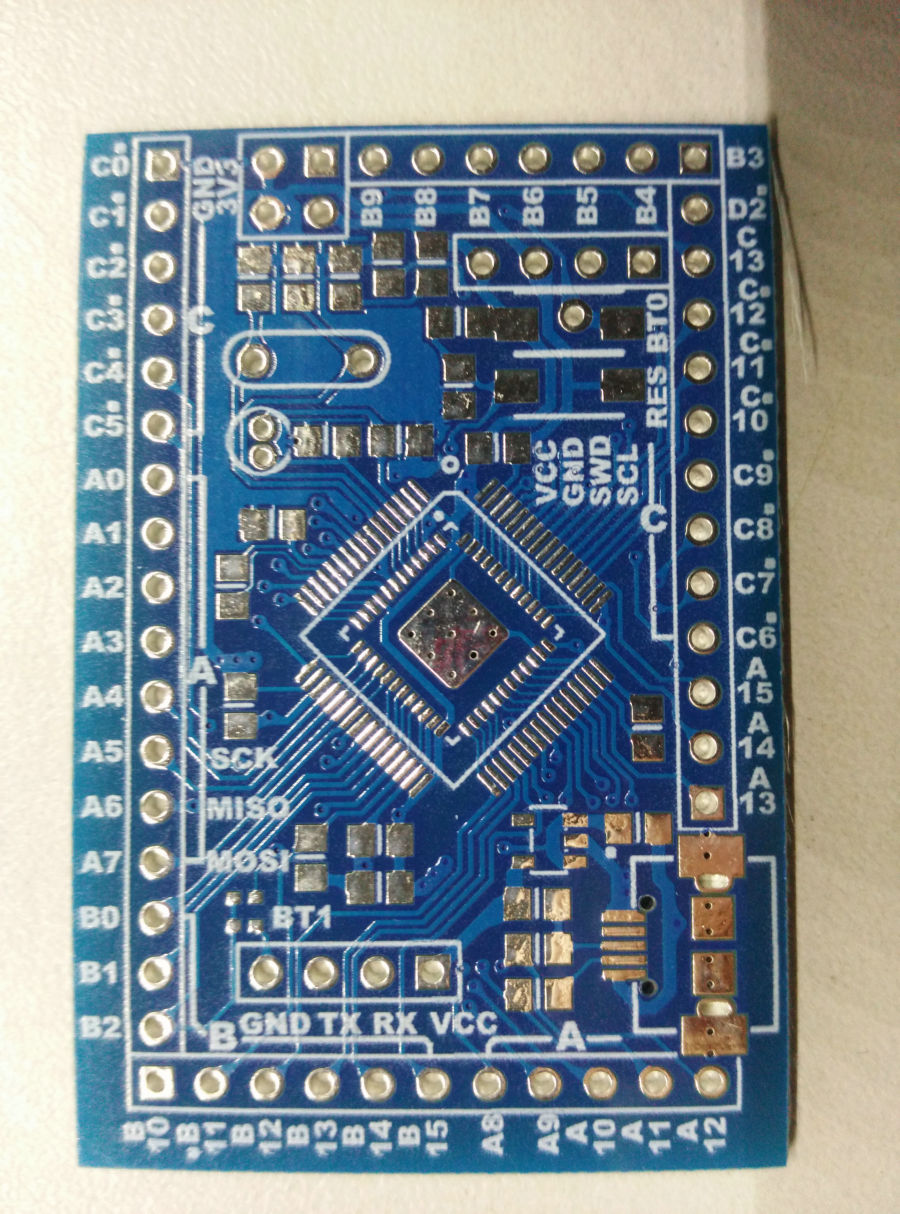 C0
C1
C2
C3
C4
C5
A0
A1
A2
A3
A4
A5
A6
A7
B0
B1
B2
GND
3V3
C
A
SCK
MISO
MOSI
BT1
GND TX RX VCC
B
A
B9
B8
B7
B6
B5
B4
B3
D2
C 13
C 12
C 11
C 10
C9
C8
C7
C6
A 15
A 14
A 13
BT0
RES
VCC
GND
SWD
SCL
C
B 10
B 11
B 12
B 13
B 14
B 15
A8
A9
A 10
A 11
A 12